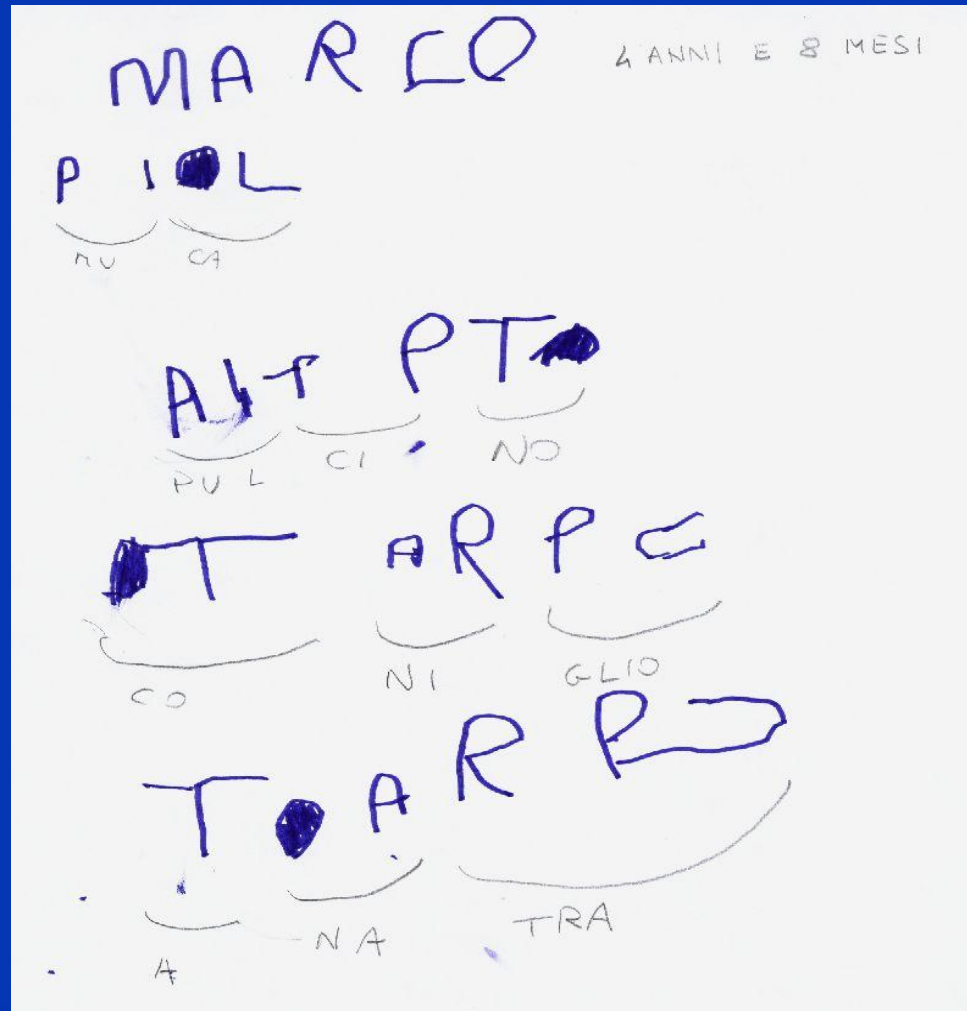 MARCO 4 ANNI E 8 MESI
P I O L
MU CA
A I T P T O
PUL CI NO
O T A R P C
CO NI GLIO
T O A R P
A NA TRA